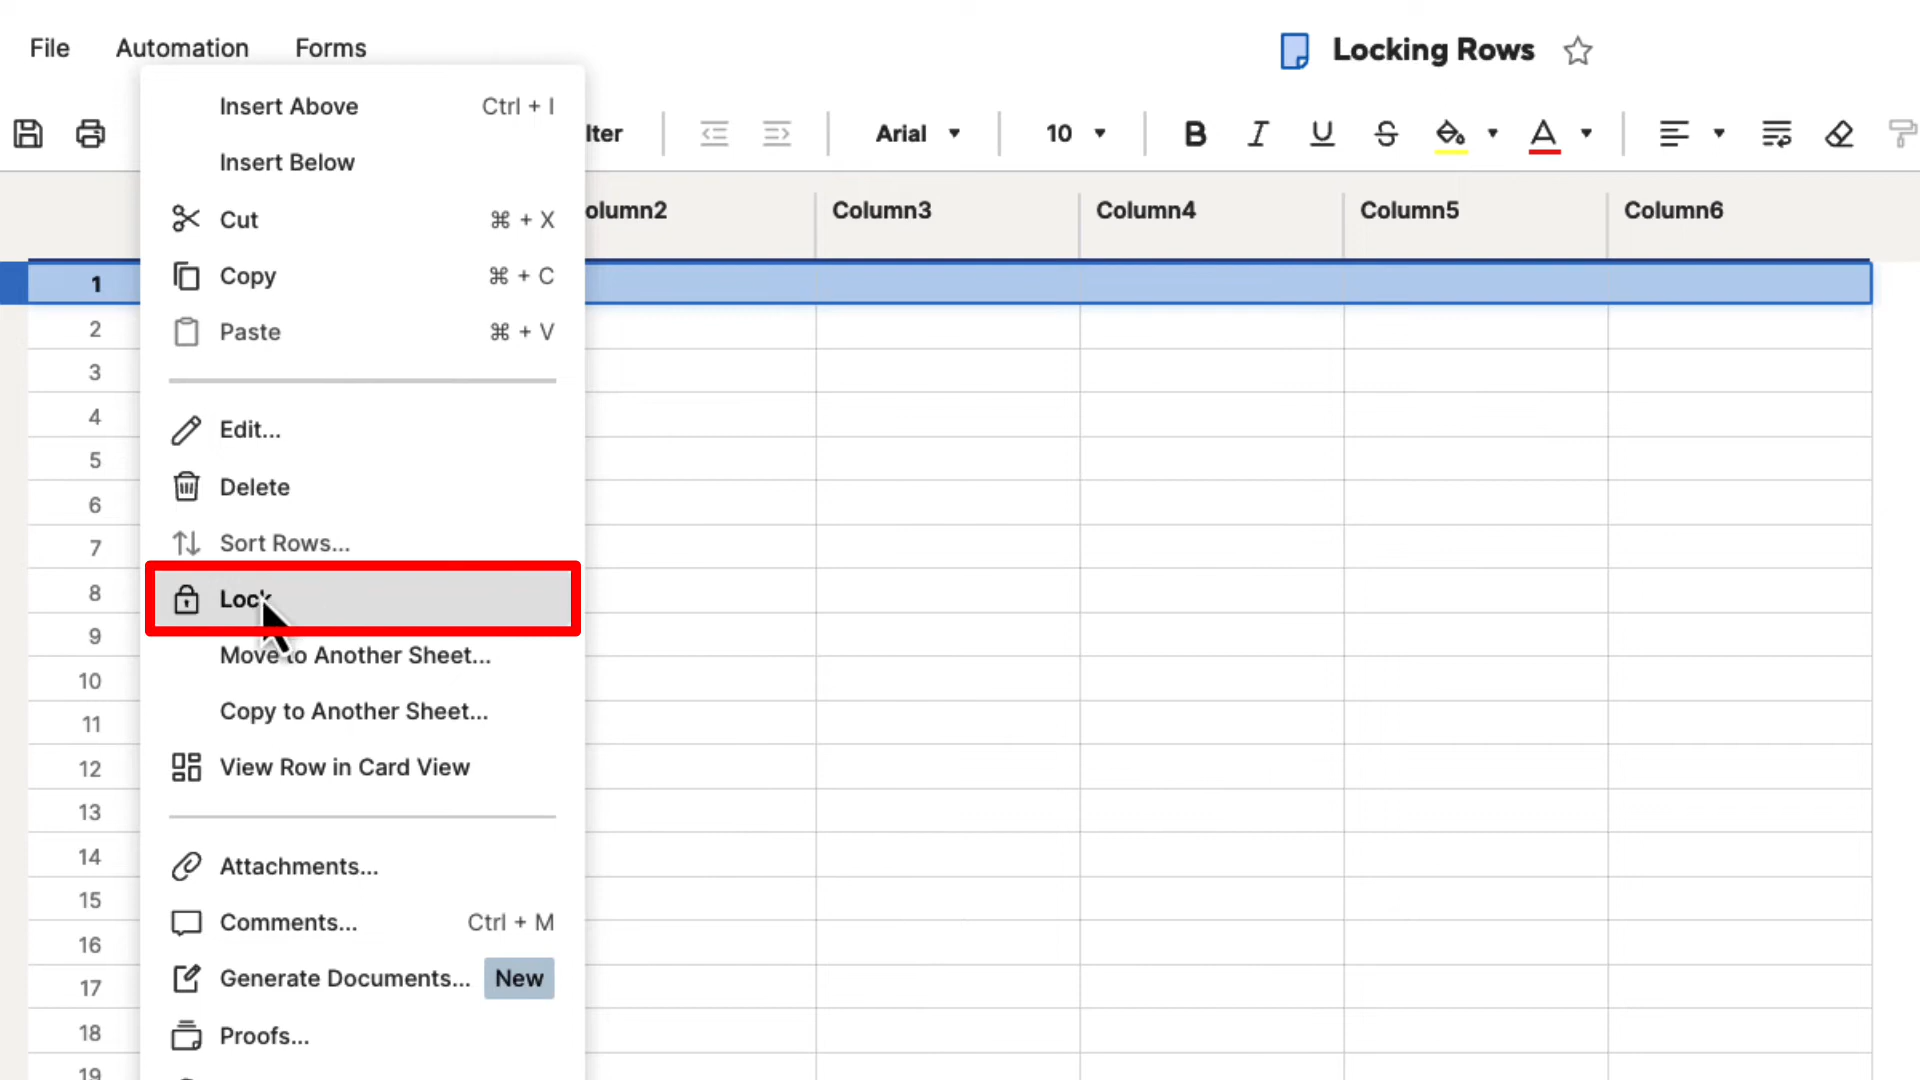 File Automation Forms Locking Rows
lter Arial 10 B I U S A
olumn2 Column3 Column4 Column5 Column6
Insert Above Ctrl + I
Insert Below
Cut ⌘ + X
Copy ⌘ + C
Paste ⌘ + V
Edit...
Delete
Sort Rows...
Lock
Move to Another Sheet...
Copy to Another Sheet...
View Row in Card View
Attachments...
Comments... Ctrl + M
Generate Documents... New
Proofs...
1
2
3
4
5
6
7
8
9
10
11
12
13
14
15
16
17
18
19